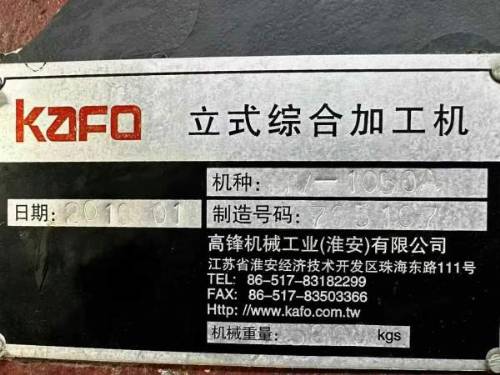 KAFO 立式综合加工机
机种:
日期: 2010 01 制造号码:
高锋机械工业(淮安)有限公司
江苏省淮安经济技术开发区珠海东路111号
TEL: 86-517-83182299
FAX: 86-517-83503366
Http: //www.kafo.com.tw
机械重量: kgs